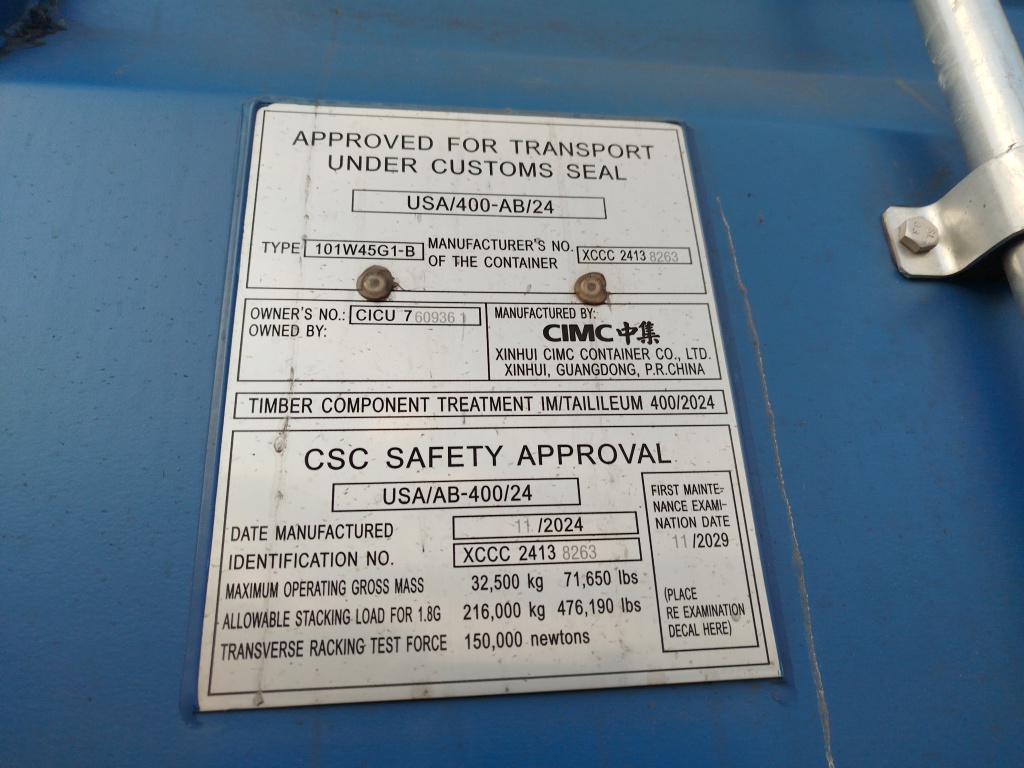 APPROVED FOR TRANSPORT
UNDER CUSTOMS SEAL
USA/400-AB/24
TYPE 101W45G1-B MANUFACTURER'S NO. OF THE CONTAINER XCCC 2413 8263
OWNER'S NO.: CICU 7609361
OWNED BY:
MANUFACTURED BY:
CIMC中集
XINHUI CIMC CONTAINER CO., LTD.
XINHUI, GUANGDONG, P.R.CHINA
TIMBER COMPONENT TREATMENT IM/TAILILEUM 400/2024
CSC SAFETY APPROVAL
USA/AB-400/24
DATE MANUFACTURED 11/2024
IDENTIFICATION NO. XCCC 2413 8263
MAXIMUM OPERATING GROSS MASS 32,500 kg 71,650 lbs
ALLOWABLE STACKING LOAD FOR 1.8G 216,000 kg 476,190 lbs
TRANSVERSE RACKING TEST FORCE 150,000 newtons
FIRST MAINTE-
NANCE EXAMI-
NATION DATE
11/2029
(PLACE
RE EXAMINATION
DECAL HERE)